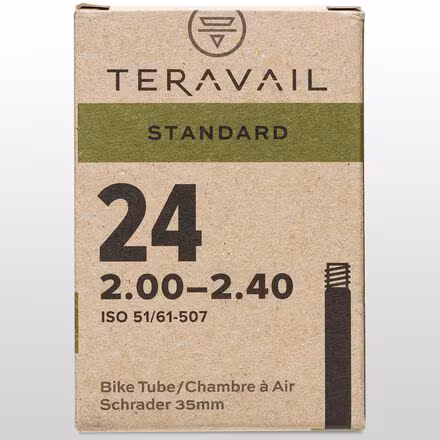 TERAVAIL
STANDARD
24
2.00–2.40
ISO 51/61-507
Bike Tube/Chambre à Air
Schrader 35mm